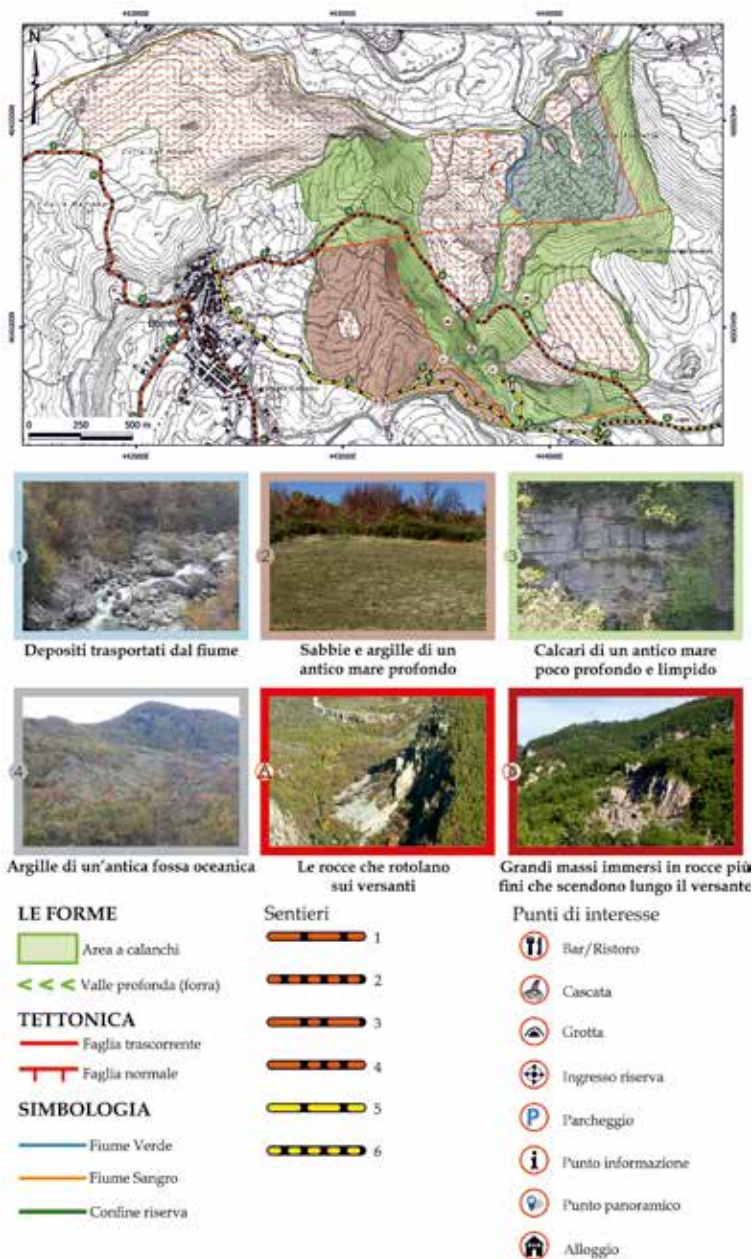 N
0 250 500 m
1
Depositi trasportati dal fiume
2
Sabbie e argille di un
antico mare profondo
3
Calcari di un antico mare
poco profondo e limpido
4
Argille di un'antica fossa oceanica
A
Le rocce che rotolano
sui versanti
Grandi massi immersi in rocce più
fini che scendono lungo il versante
LE FORME
Area a calanchi
Valle profonda (forra)
TETTONICA
Faglia trascorrente
Faglia normale
SIMBOLOGIA
Fiume Verde
Fiume Sangro
Confine riserva
Sentieri
1
2
3
4
5
6
Punti di interesse
Bar/Ristoro
Cascata
Grotta
Ingresso riserva
P Parcheggio
i Punto informazione
Punto panoramico
Alloggio